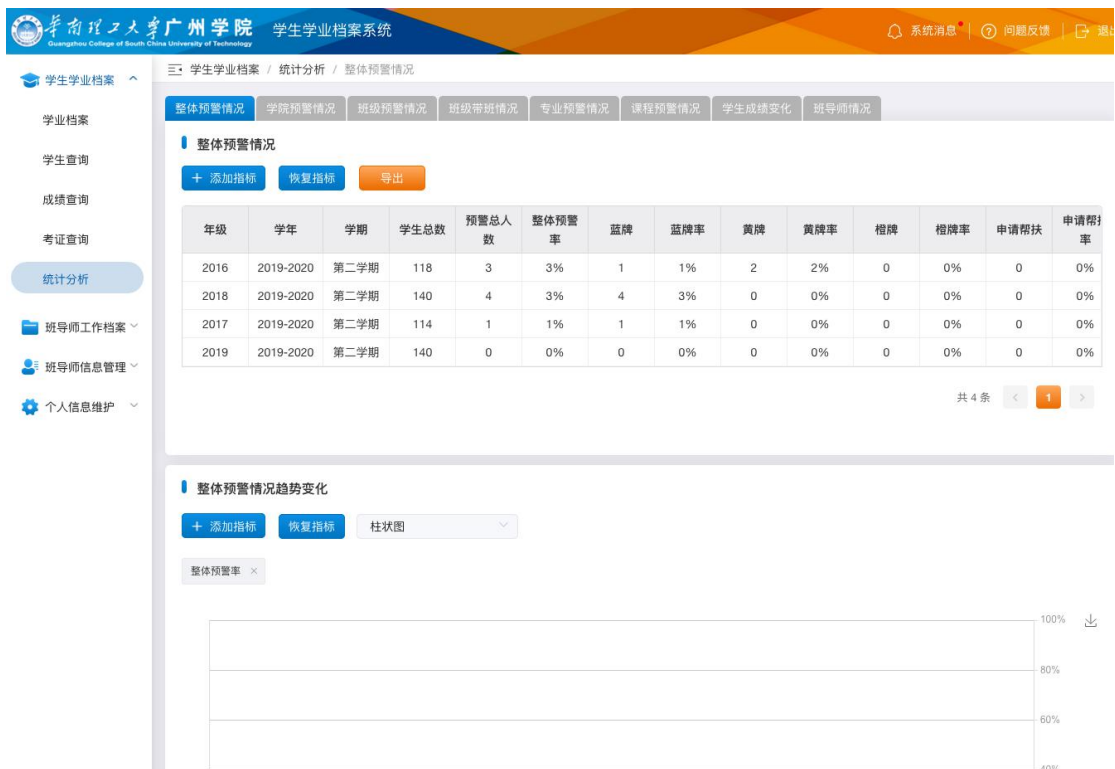 华南理工大学广州学院 学生学业档案系统 系统消息 问题反馈 退出
Guangzhou College of South China University of Technology
学生学业档案 学生学业档案 / 统计分析 / 整体预警情况
整体预警情况 学院预警情况 班级预警情况 班级带班情况 专业预警情况 课程预警情况 学生成绩变化 班导师情况
学业档案
整体预警情况
学生查询
+ 添加指标 恢复指标 导出
成绩查询
年级 学年 学期 学生总数 预警总人数 整体预警率 蓝牌 蓝牌率 黄牌 黄牌率 橙牌 橙牌率 申请帮扶 申请帮扶率
考证查询
2016 2019-2020 第二学期 118 3 3% 1 1% 2 2% 0 0% 0 0%
统计分析
2018 2019-2020 第二学期 140 4 3% 4 3% 0 0% 0 0% 0 0%
班导师工作档案
2017 2019-2020 第二学期 114 1 1% 1 1% 0 0% 0 0% 0 0%
2019 2019-2020 第二学期 140 0 0% 0 0% 0 0% 0 0% 0 0%
班导师信息管理
个人信息维护
共 4 条 < 1 >
整体预警情况趋势变化
+ 添加指标 恢复指标 柱状图
整体预警率 ×
100%
80%
60%
40%